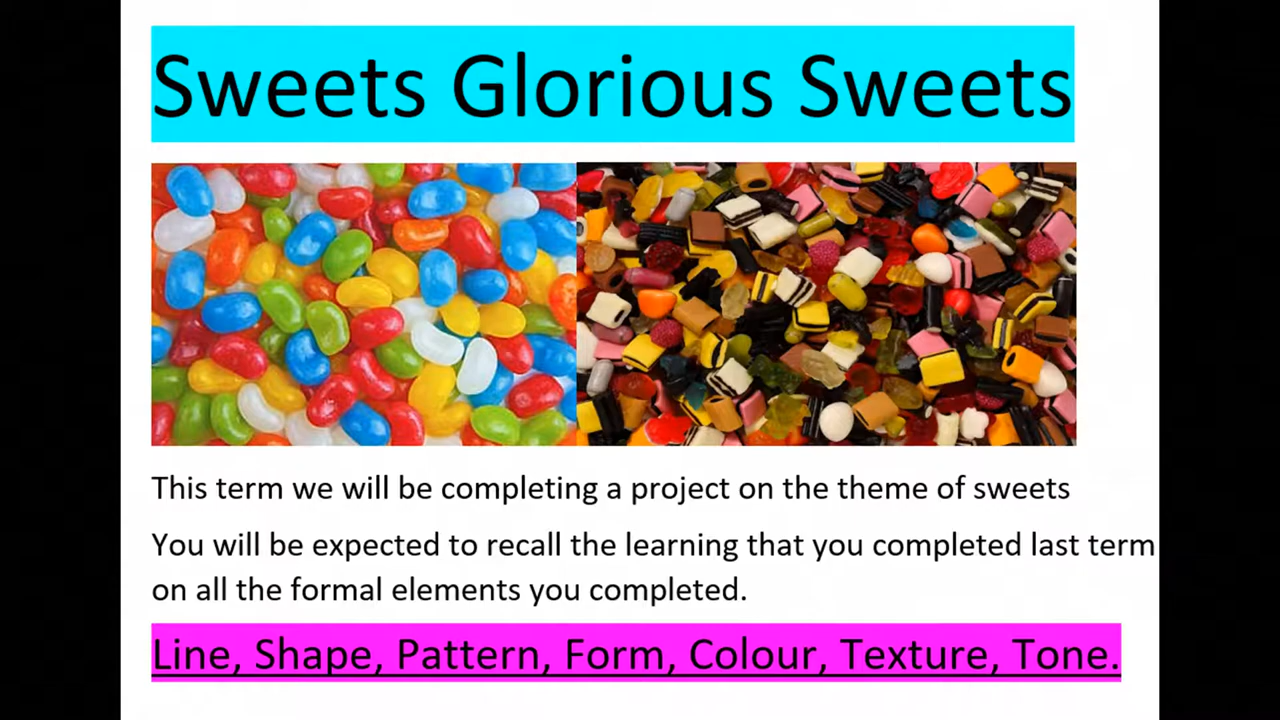 Sweets Glorious Sweets
This term we will be completing a project on the theme of sweets
You will be expected to recall the learning that you completed last term
on all the formal elements you completed.
Line, Shape, Pattern, Form, Colour, Texture, Tone.